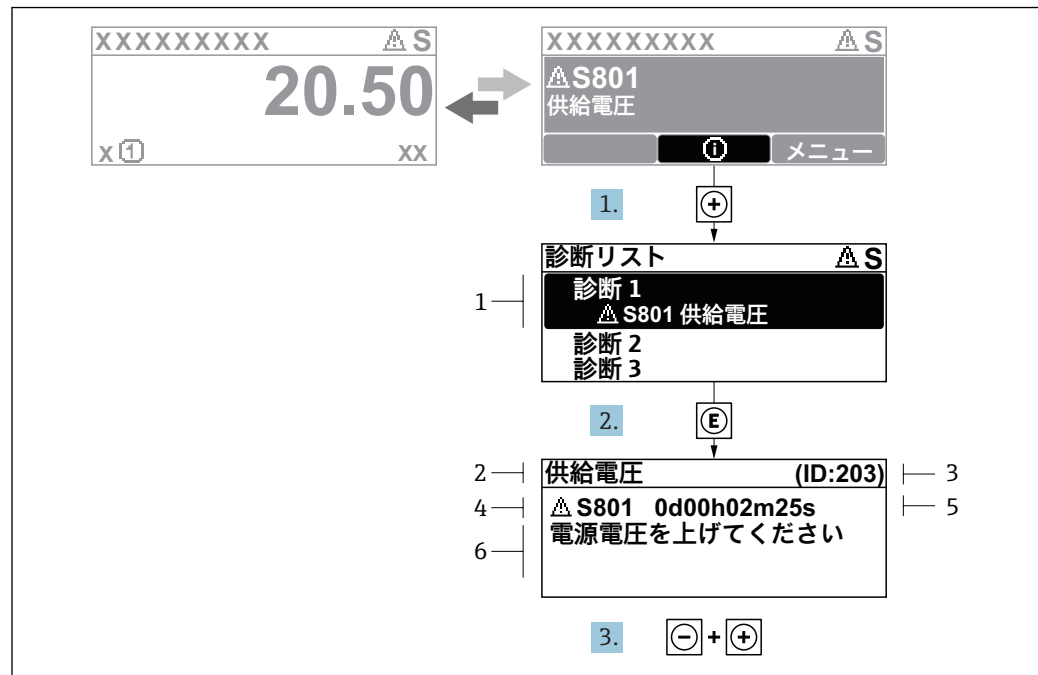 XXXXXXXXX ⚠ S
20.50
x ① xx
XXXXXXXXX ⚠ S
⚠ S801
供給電圧
ⓘ メニュー
1. +
診断リスト ⚠ S
1 診断 1
⚠ S801 供給電圧
診断 2
診断 3
2. E
2 供給電圧 (ID:203) 3
4 ⚠ S801 0d00h02m25s 5
6 電源電圧を上げてください
3. − + +